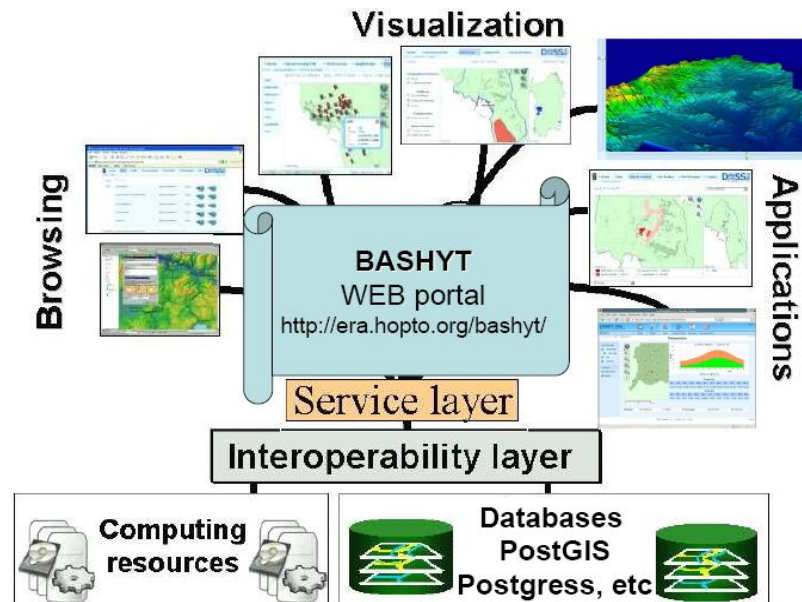 Visualization
Browsing
Applications
BASHYT
WEB portal
http://era.hopto.org/bashyt/
Service layer
Interoperability layer
Computing
resources
Databases
PostGIS
Postgress, etc